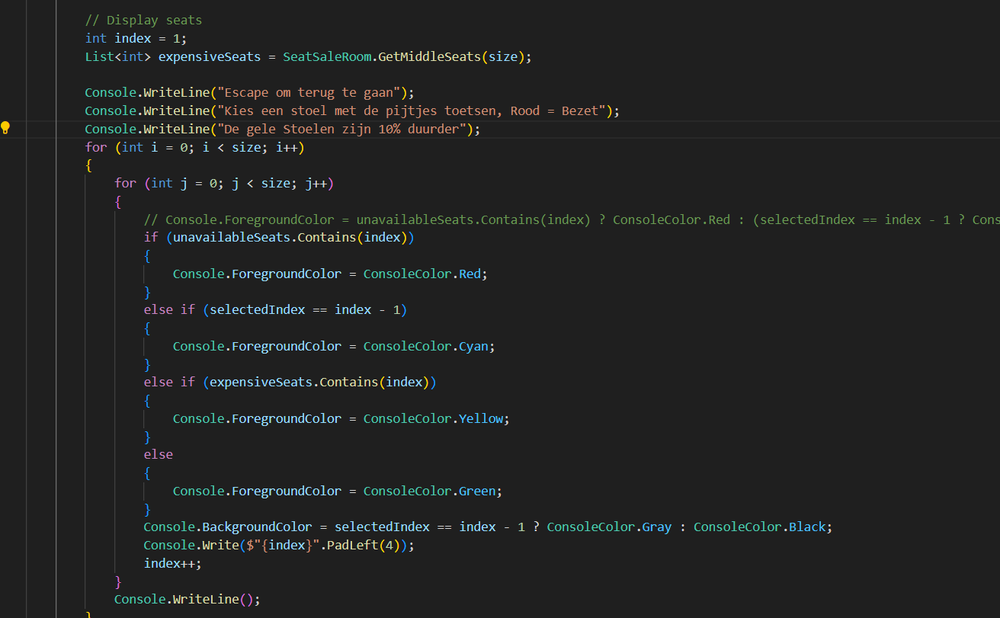 // Display seats
int index = 1;
List<int> expensiveSeats = SeatSaleRoom.GetMiddleSeats(size);
Console.WriteLine("Escape om terug te gaan");
Console.WriteLine("Kies een stoel met de pijtjes toetsen, Rood = Bezet");
Console.WriteLine("De gele Stoelen zijn 10% duurder");
for (int i = 0; i < size; i++)
{
for (int j = 0; j < size; j++)
{
// Console.ForegroundColor = unavailableSeats.Contains(index) ? ConsoleColor.Red : (selectedIndex == index - 1 ? Cons
if (unavailableSeats.Contains(index))
{
Console.ForegroundColor = ConsoleColor.Red;
}
else if (selectedIndex == index - 1)
{
Console.ForegroundColor = ConsoleColor.Cyan;
}
else if (expensiveSeats.Contains(index))
{
Console.ForegroundColor = ConsoleColor.Yellow;
}
else
{
Console.ForegroundColor = ConsoleColor.Green;
}
Console.BackgroundColor = selectedIndex == index - 1 ? ConsoleColor.Gray : ConsoleColor.Black;
Console.Write($"{index}".PadLeft(4));
index++;
}
Console.WriteLine();
}